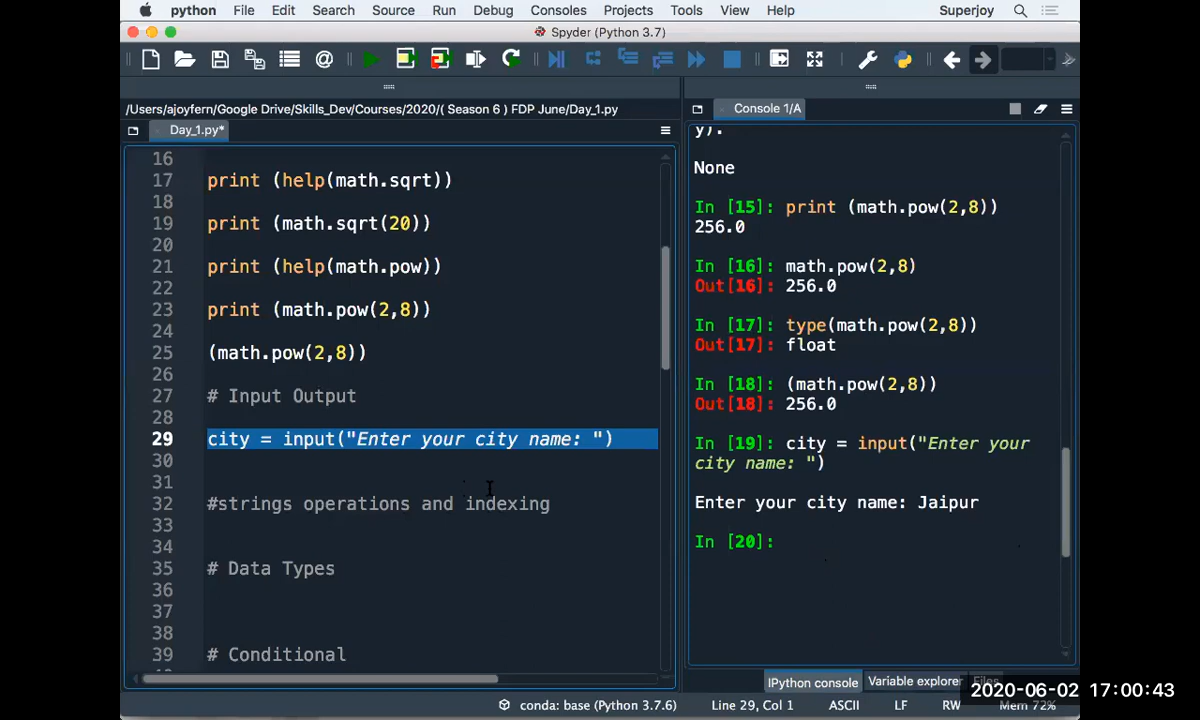 python File Edit Search Source Run Debug Consoles Projects Tools View Help Superjoy
Spyder (Python 3.7)
/Users/ajoyfern/Google Drive/Skills_Dev/Courses/2020/( Season 6 ) FDP June/Day_1.py
Day_1.py*
16
17 print (help(math.sqrt))
18
19 print (math.sqrt(20))
20
21 print (help(math.pow))
22
23 print (math.pow(2,8))
24
25 (math.pow(2,8))
26
27 # Input Output
28
29 city = input("Enter your city name: ")
30
31
32 #strings operations and indexing
33
34
35 # Data Types
36
37
38
39 # Conditional
Console 1/A
y).
None
In [15]: print (math.pow(2,8))
256.0
In [16]: math.pow(2,8)
Out[16]: 256.0
In [17]: type(math.pow(2,8))
Out[17]: float
In [18]: (math.pow(2,8))
Out[18]: 256.0
In [19]: city = input("Enter your
city name: ")
Enter your city name: Jaipur
In [20]:
IPython console Variable explorer Files
conda: base (Python 3.7.6) Line 29, Col 1 ASCII LF RW Mem 72%
2020-06-02 17:00:43